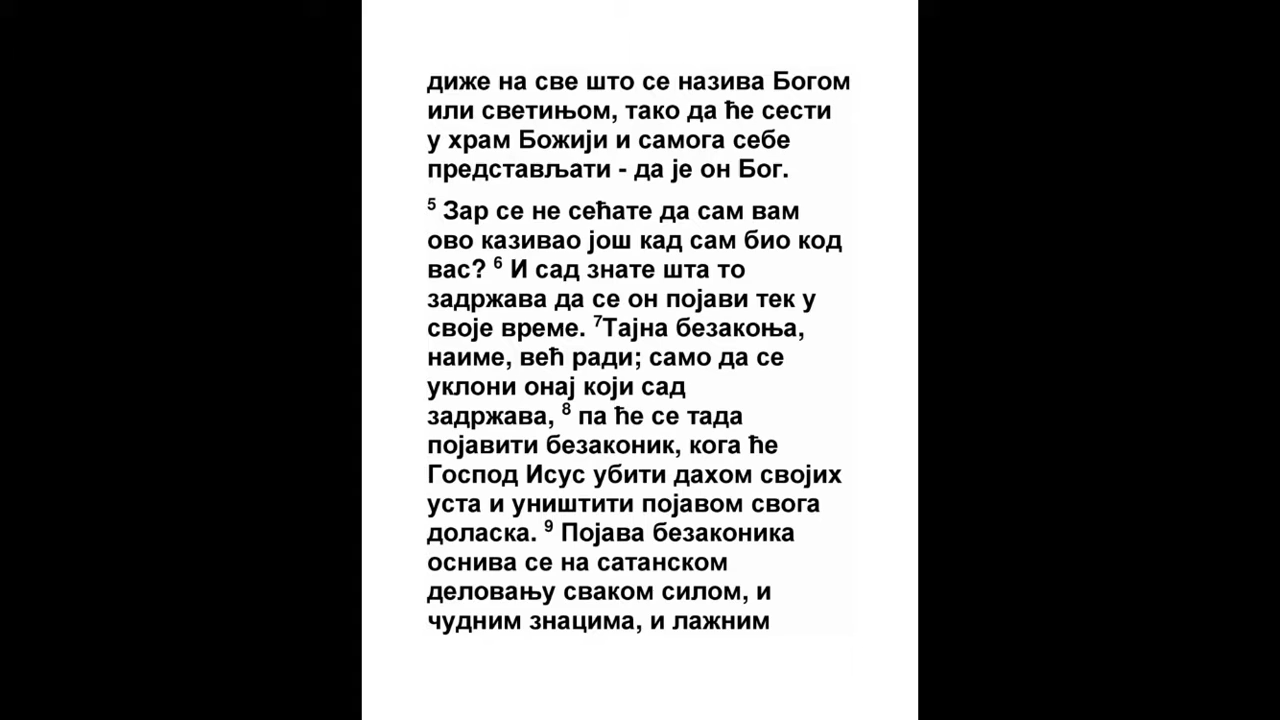 диже на све што се назива Богом
или светињом, тако да ће сести
у храм Божији и самога себе
представљати - да је он Бог.
5 Зар се не сећате да сам вам
ово казивао још кад сам био код
вас? 6 И сад знате шта то
задржава да се он појави тек у
своје време. 7Тајна безакоња,
наиме, већ ради; само да се
уклони онај који сад
задржава, 8 па ће се тада
појавити безаконик, кога ће
Господ Исус убити дахом својих
уста и уништити појавом свога
доласка. 9 Појава безаконика
оснива се на сатанском
деловању сваком силом, и
чудним знацима, и лажним